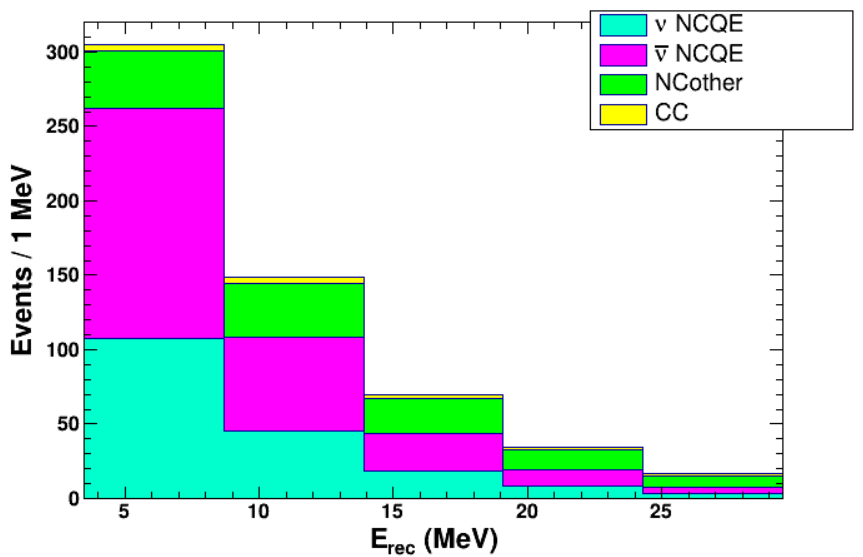 ν NCQE
ν̅ NCQE
NCother
CC
Events / 1 MeV
300
250
200
150
100
50
0
5 10 15 20 25
E_rec (MeV)